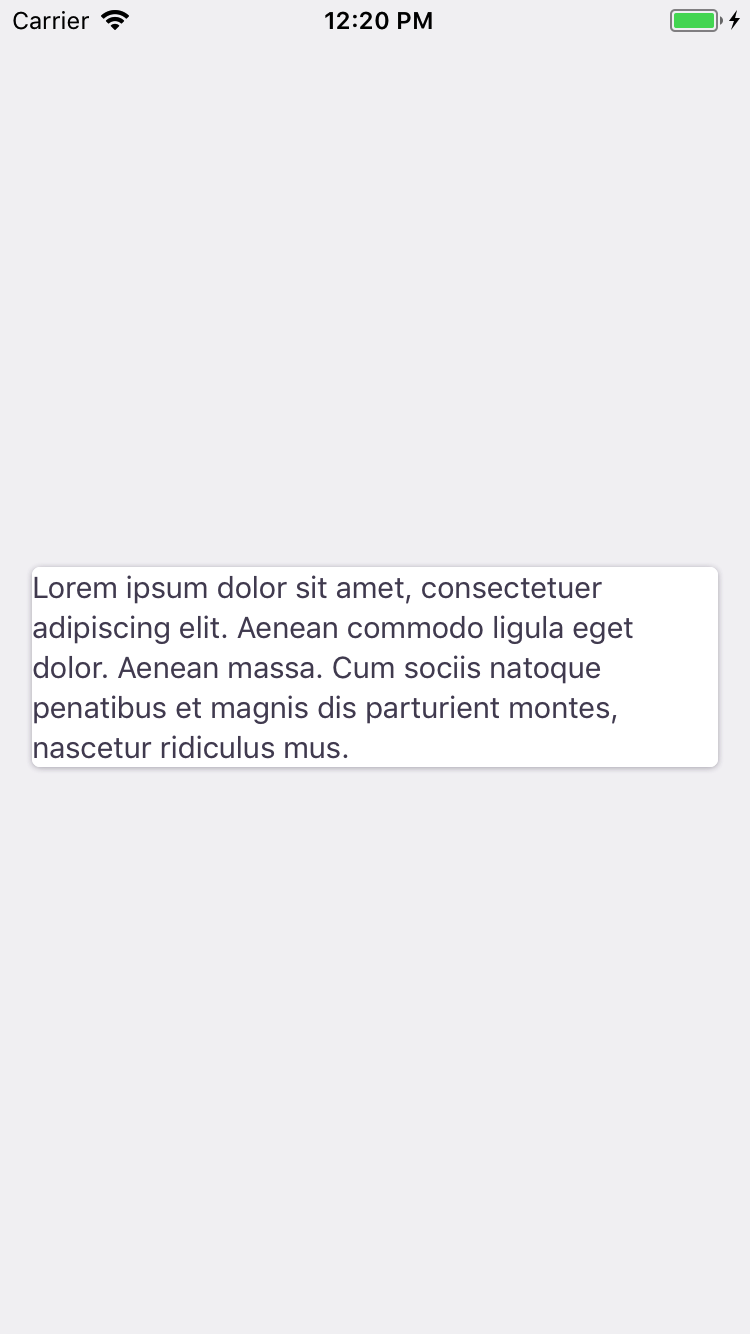 Carrier 12:20 PM
Lorem ipsum dolor sit amet, consectetuer
adipiscing elit. Aenean commodo ligula eget
dolor. Aenean massa. Cum sociis natoque
penatibus et magnis dis parturient montes,
nascetur ridiculus mus.